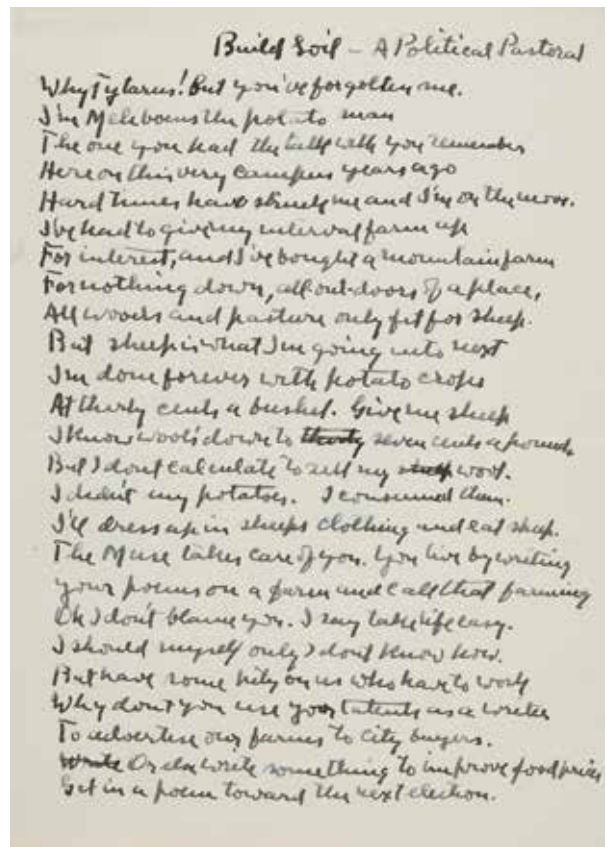 Build Soil – A Political Pastoral
Why Tytarus! But you've forgotten me.
I'm Meliboeus the potato man
The one you had the talk with you remember
Here on this very campus years ago
Hard times have struck me and I'm on the move.
I've had to give my interval farm up
For interest, and I've bought a mountain farm
For nothing down, all-out-doors of a place,
All woods and pasture only fit for sheep.
But sheep is what I'm going into next
I'm done forever with potato crops
At thirty cents a bushel. Give me sheep
I know wool's down to thirty seven cents a pound
But I don't calculate to sell my wool.
I didn't my potatoes. I consumed them.
I'll dress up in sheeps clothing and eat sheep.
The Muse takes care of you. You live by writing
your poems on a farm and call that farming
Oh I don't blame you. I say take life easy.
I should myself only I dont know how.
But have some pity on us who have to work
Why dont you use your talents as a writer
To advertise our farms to city buyers.
Write Or else write something to improve food prices
Get in a poem toward the next election.